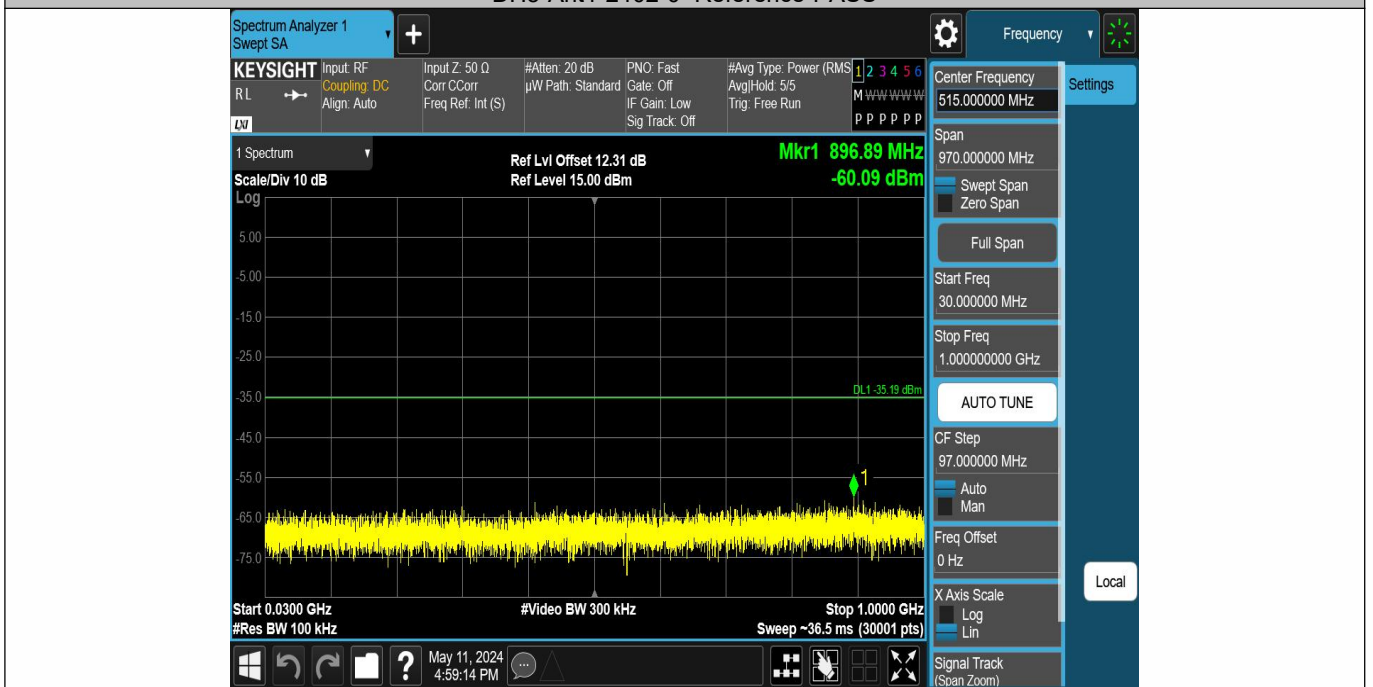 Spectrum Analyzer 1
Swept SA
Frequency
KEYSIGHT
RL
LXI
Input: RF
Coupling: DC
Align: Auto
Input Z: 50 Ω
Corr CCorr
Freq Ref: Int (S)
#Atten: 20 dB
µW Path: Standard
PNO: Fast
Gate: Off
IF Gain: Low
Sig Track: Off
#Avg Type: Power (RMS
Avg|Hold: 5/5
Trig: Free Run
1 2 3 4 5 6
M W W W W W
P P P P P P
Center Frequency
515.000000 MHz
Settings
1 Spectrum
Scale/Div 10 dB
Log
Ref Lvl Offset 12.31 dB
Ref Level 15.00 dBm
Mkr1 896.89 MHz
-60.09 dBm
Span
970.000000 MHz
Swept Span
Zero Span
Full Span
Start Freq
30.000000 MHz
Stop Freq
1.000000000 GHz
AUTO TUNE
CF Step
97.000000 MHz
Auto
Man
Freq Offset
0 Hz
X Axis Scale
Log
Lin
Signal Track
(Span Zoom)
Local
5.00
-5.00
-15.0
-25.0
-35.0
DL1 -35.19 dBm
-45.0
-55.0
1
-65.0
-75.0
Start 0.0300 GHz
#Video BW 300 kHz
Stop 1.0000 GHz
#Res BW 100 kHz
Sweep ~36.5 ms (30001 pts)
?
May 11, 2024
4:59:14 PM